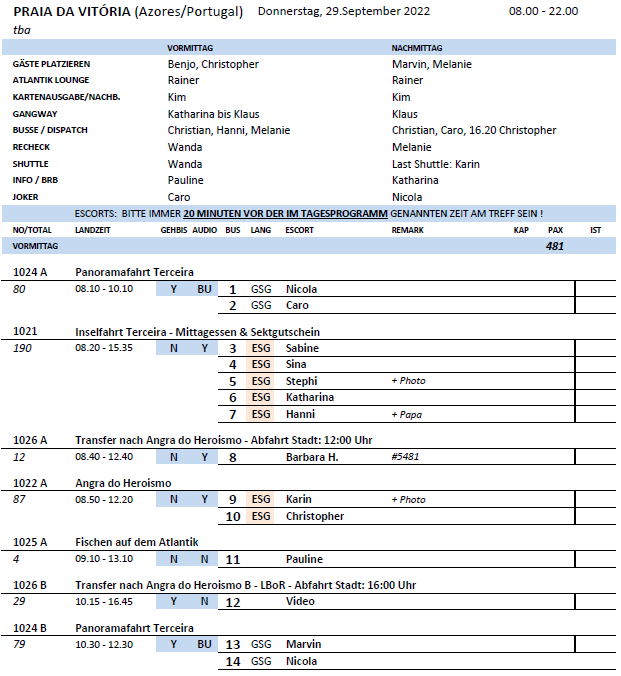 PRAIA DA VITÓRIA (Azores/Portugal) Donnerstag, 29.September 2022 08.00 - 22.00
tba
VORMITTAG NACHMITTAG
GÄSTE PLATZIEREN Benjo, Christopher Marvin, Melanie
ATLANTIK LOUNGE Rainer Rainer
KARTENAUSGABE/NACHB. Kim Kim
GANGWAY Katharina bis Klaus Klaus
BUSSE / DISPATCH Christian, Hanni, Melanie Christian, Caro, 16.20 Christopher
RECHECK Wanda Melanie
SHUTTLE Wanda Last Shuttle: Karin
INFO / BRB Pauline Katharina
JOKER Caro Nicola
ESCORTS: BITTE IMMER 20 MINUTEN VOR DER IM TAGESPROGRAMM GENANNTEN ZEIT AM TREFF SEIN !
NO/TOTAL LANDZEIT GEHBIS AUDIO BUS LANG ESCORT REMARK KAP PAX IST
VORMITTAG 481
1024 A Panoramafahrt Terceira
80 08.10 - 10.10 Y BU 1 GSG Nicola
2 GSG Caro
1021 Inselfahrt Terceira - Mittagessen & Sektgutschein
190 08.20 - 15.35 N Y 3 ESG Sabine
4 ESG Sina
5 ESG Stephi + Photo
6 ESG Katharina
7 ESG Hanni + Papa
1026 A Transfer nach Angra do Heroismo - Abfahrt Stadt: 12:00 Uhr
12 08.40 - 12.40 N Y 8 Barbara H. #5481
1022 A Angra do Heroismo
87 08.50 - 12.20 N Y 9 ESG Karin + Photo
10 ESG Christopher
1025 A Fischen auf dem Atlantik
4 09.10 - 13.10 N N 11 Pauline
1026 B Transfer nach Angra do Heroismo B - LBoR - Abfahrt Stadt: 16:00 Uhr
29 10.15 - 16.45 Y N 12 Video
1024 B Panoramafahrt Terceira
79 10.30 - 12.30 Y BU 13 GSG Marvin
14 GSG Nicola